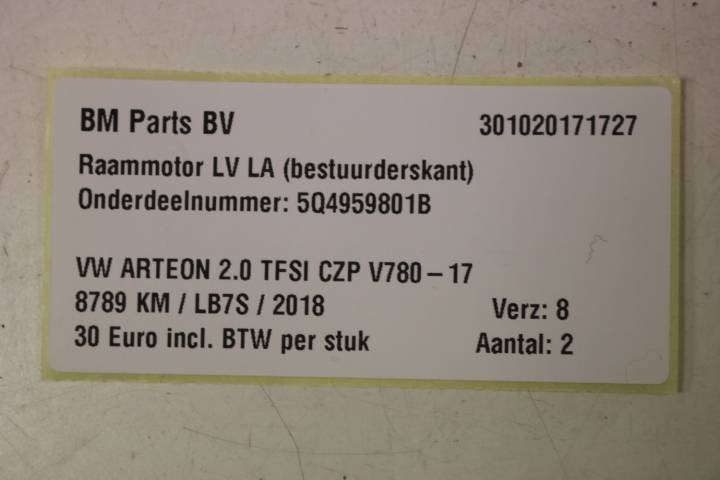 BM Parts BV 301020171727
Raammotor LV LA (bestuurderskant)
Onderdeelnummer: 5Q4959801B
VW ARTEON 2.0 TFSI CZP V780 – 17
8789 KM / LB7S / 2018 Verz: 8
30 Euro incl. BTW per stuk Aantal: 2